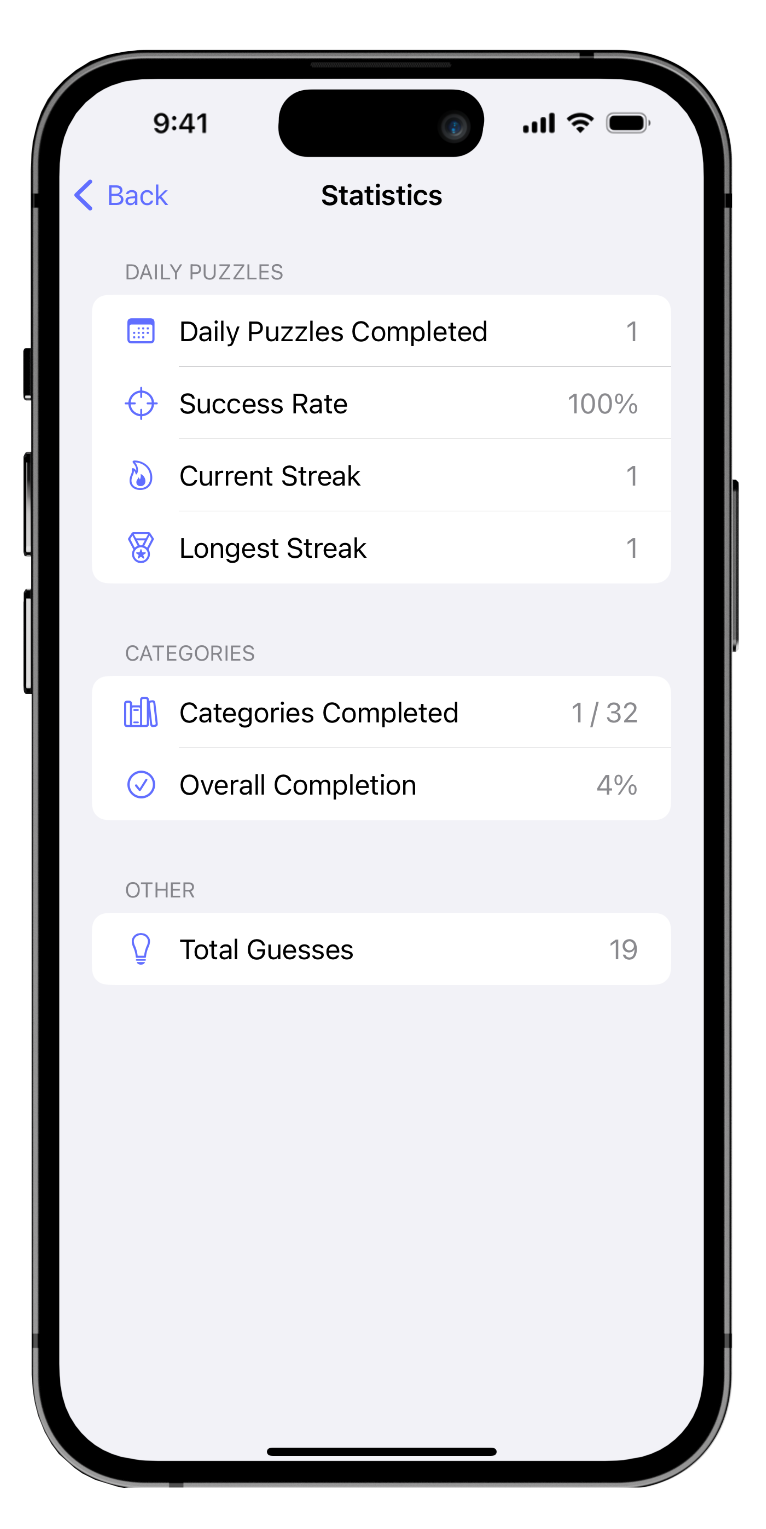 9:41
Back
Statistics
DAILY PUZZLES
Daily Puzzles Completed 1
Success Rate 100%
Current Streak 1
Longest Streak 1
CATEGORIES
Categories Completed 1 / 32
Overall Completion 4%
OTHER
Total Guesses 19